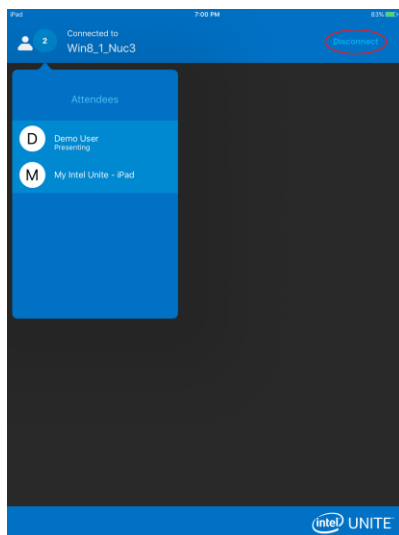 iPad
7:00 PM
83%
2
Connected to
Win8_1_Nuc3
Disconnect
Attendees
D
Demo User
Presenting
M
My Intel Unite - iPad
intel UNITE